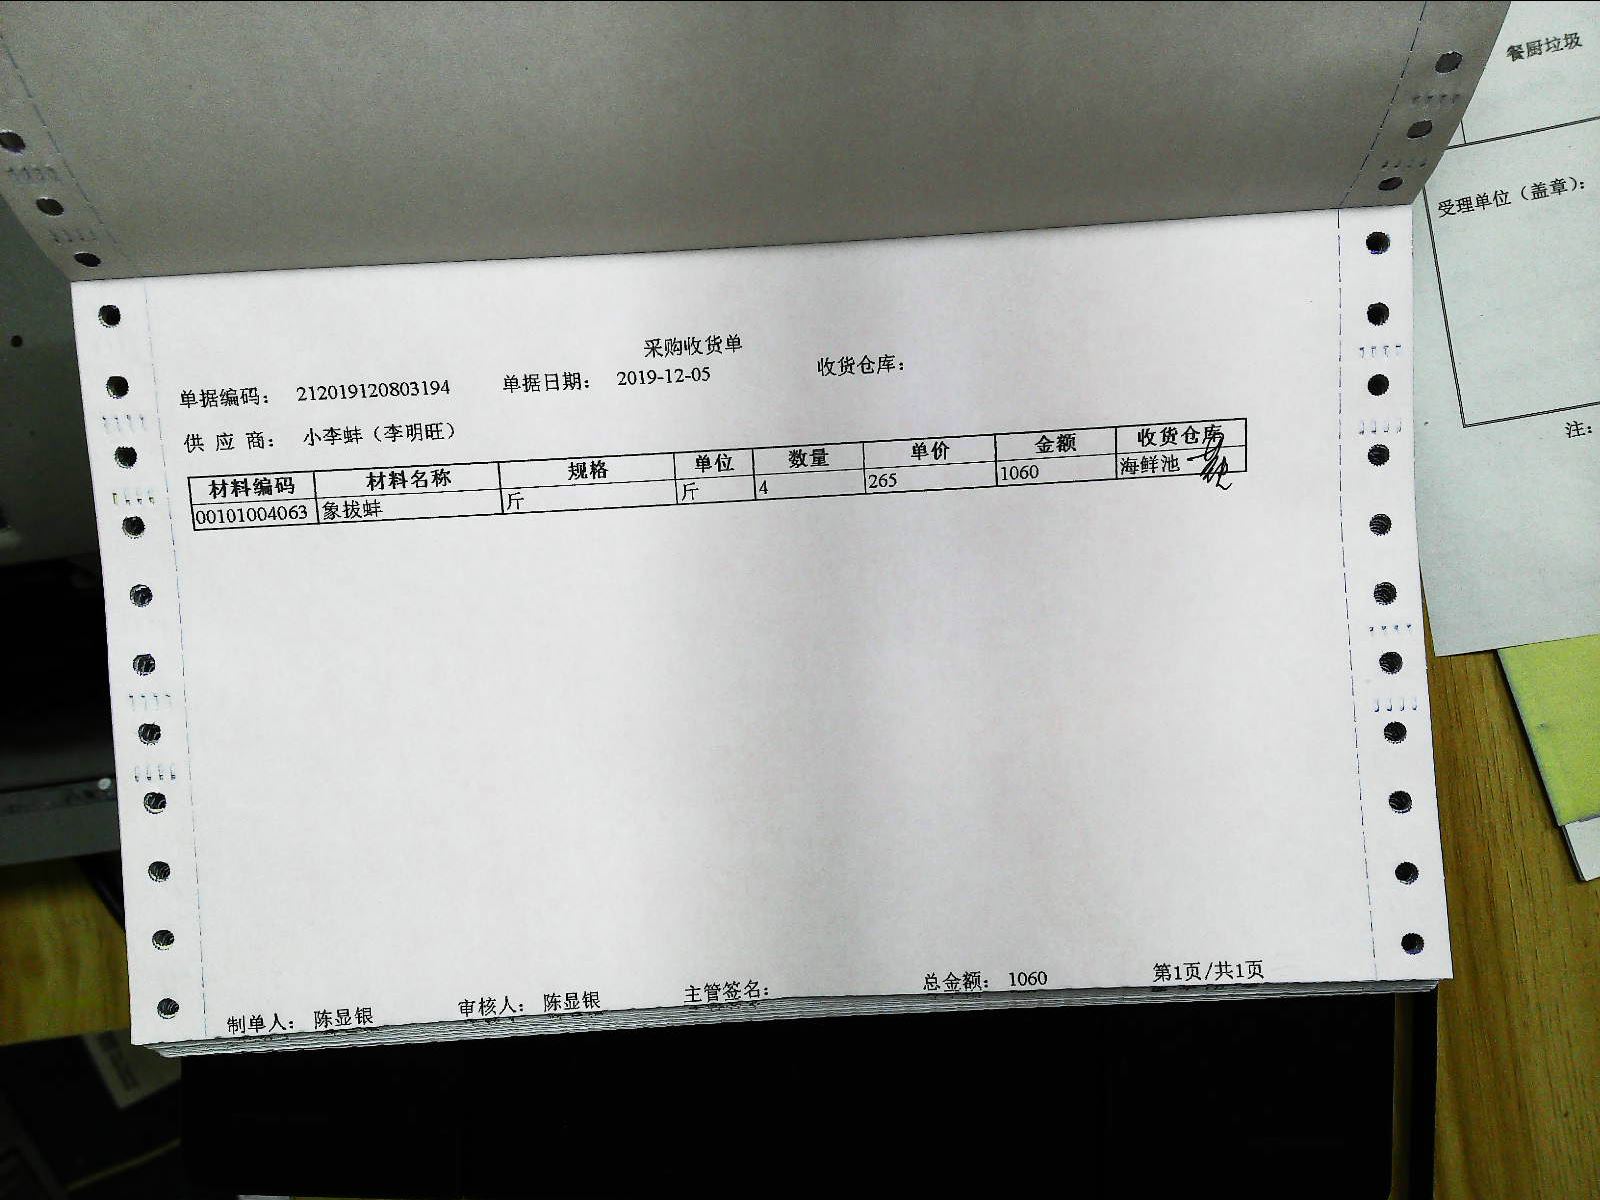 餐厨垃圾
受理单位（盖章）：
注：
采购收货单
单据编码： 212019120803194 单据日期： 2019-12-05 收货仓库：
供 应 商： 小李蚌（李明旺）
材料编码 材料名称 规格 单位 数量 单价 金额 收货仓库
00101004063 象拔蚌 斤 斤 4 265 1060 海鲜池
制单人： 陈显银 审核人： 陈显银 主管签名： 总金额： 1060 第1页/共1页